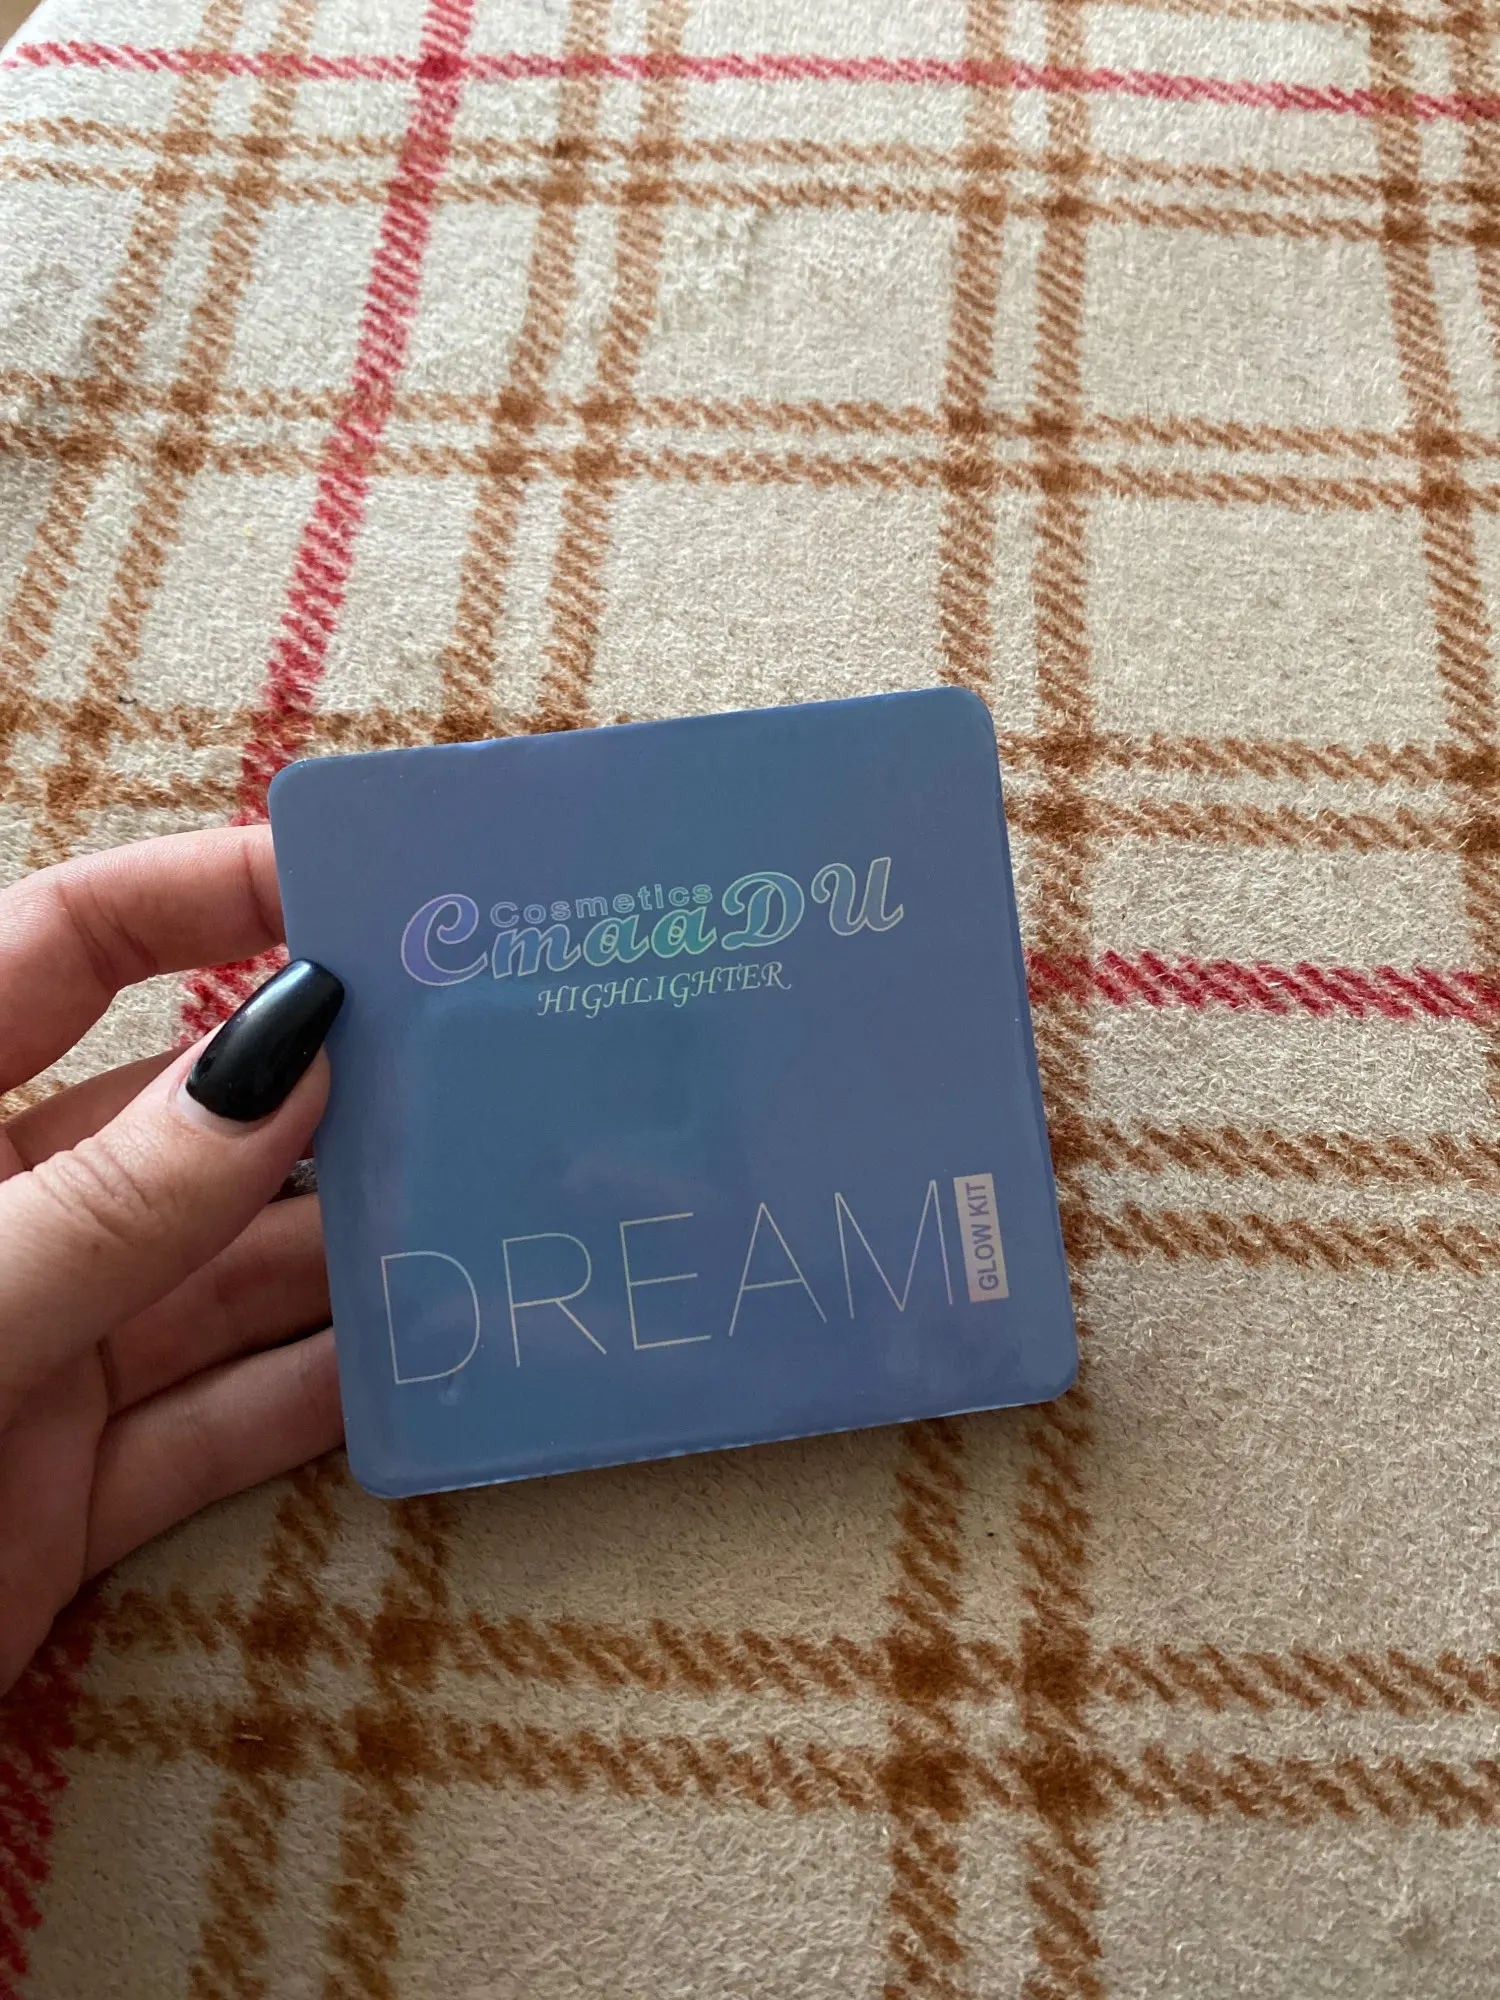 Cosmetics
CmaaDU
HIGHLIGHTER
DREAM
GLOW KIT